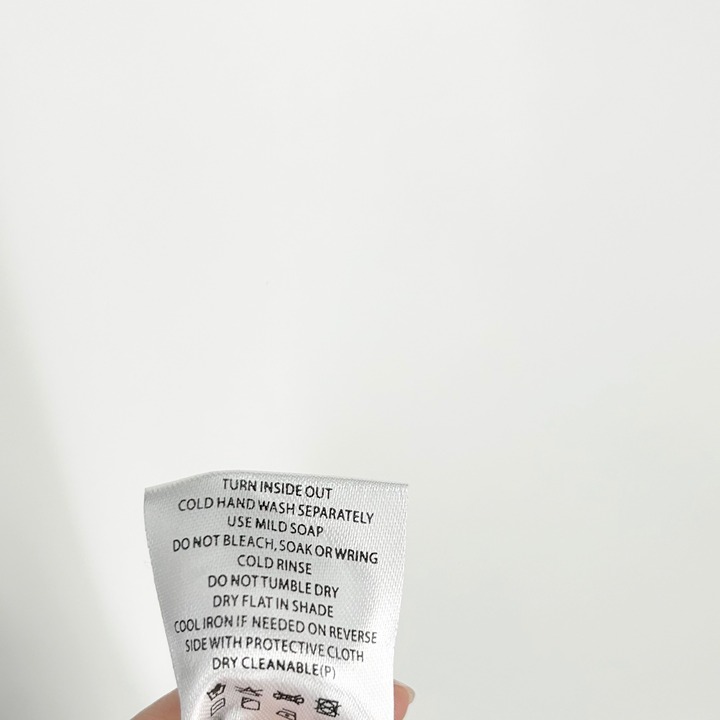 TURN INSIDE OUT
COLD HAND WASH SEPARATELY
USE MILD SOAP
DO NOT BLEACH, SOAK OR WRING
COLD RINSE
DO NOT TUMBLE DRY
DRY FLAT IN SHADE
COOL IRON IF NEEDED ON REVERSE
SIDE WITH PROTECTIVE CLOTH
DRY CLEANABLE(P)